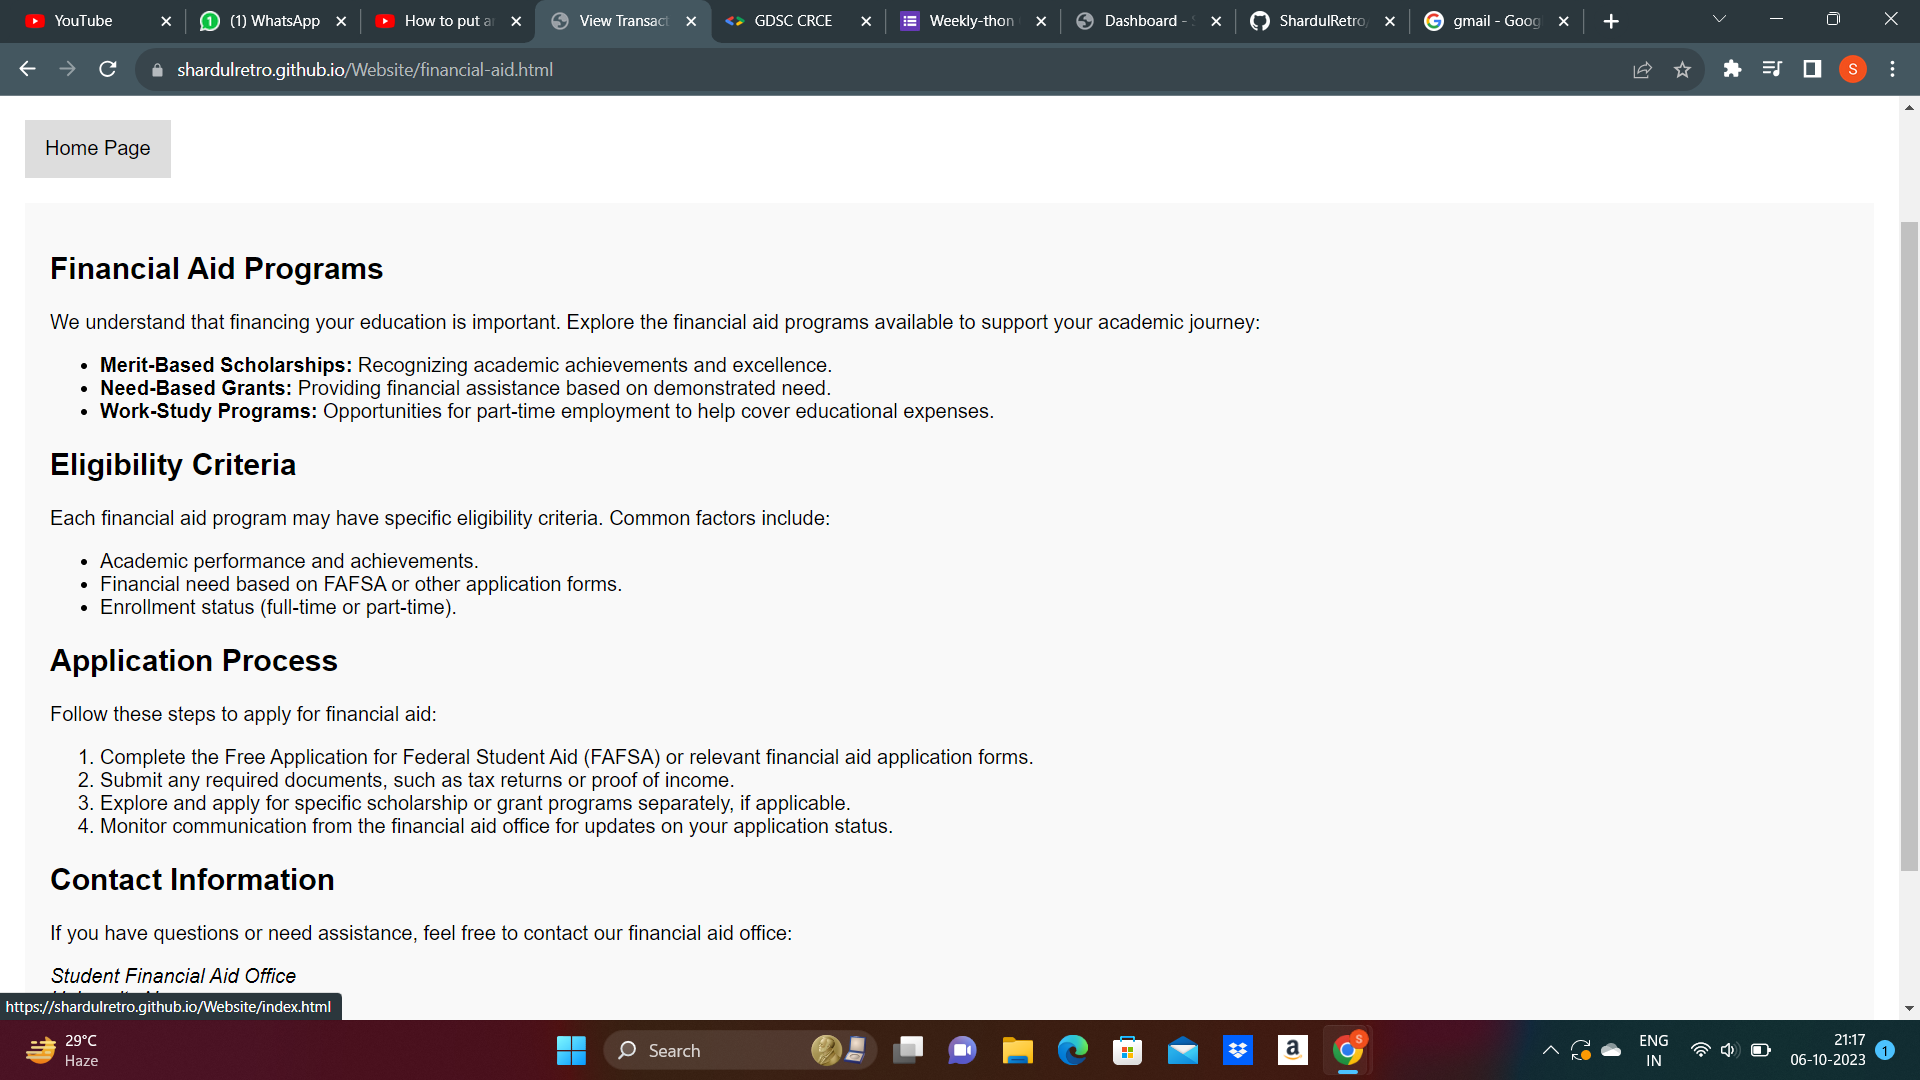 YouTube
(1) WhatsApp
How to put a
View Transact
GDSC CRCE
Weekly-thon
Dashboard -
ShardulRetro
gmail - Goog
shardulretro.github.io/Website/financial-aid.html
S
Home Page
Financial Aid Programs
We understand that financing your education is important. Explore the financial aid programs available to support your academic journey:
Merit-Based Scholarships: Recognizing academic achievements and excellence.
Need-Based Grants: Providing financial assistance based on demonstrated need.
Work-Study Programs: Opportunities for part-time employment to help cover educational expenses.
Eligibility Criteria
Each financial aid program may have specific eligibility criteria. Common factors include:
Academic performance and achievements.
Financial need based on FAFSA or other application forms.
Enrollment status (full-time or part-time).
Application Process
Follow these steps to apply for financial aid:
1. Complete the Free Application for Federal Student Aid (FAFSA) or relevant financial aid application forms.
2. Submit any required documents, such as tax returns or proof of income.
3. Explore and apply for specific scholarship or grant programs separately, if applicable.
4. Monitor communication from the financial aid office for updates on your application status.
Contact Information
If you have questions or need assistance, feel free to contact our financial aid office:
Student Financial Aid Office
https://shardulretro.github.io/Website/index.html
29°C
Haze
Search
a
S
ENG
IN
21:17
06-10-2023
1